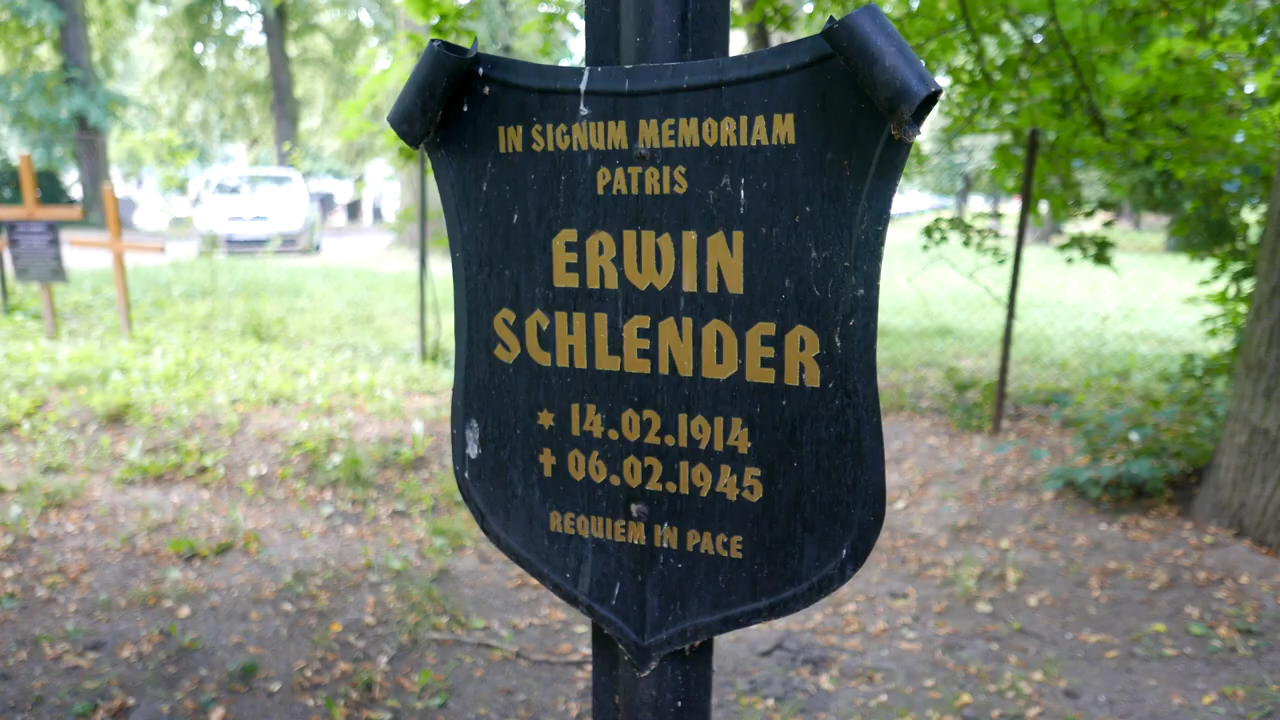 IN SIGNUM MEMORIAM
PATRIS
ERWIN
SCHLENDER
* 14.02.1914
† 06.02.1945
REQUIEM IN PACE